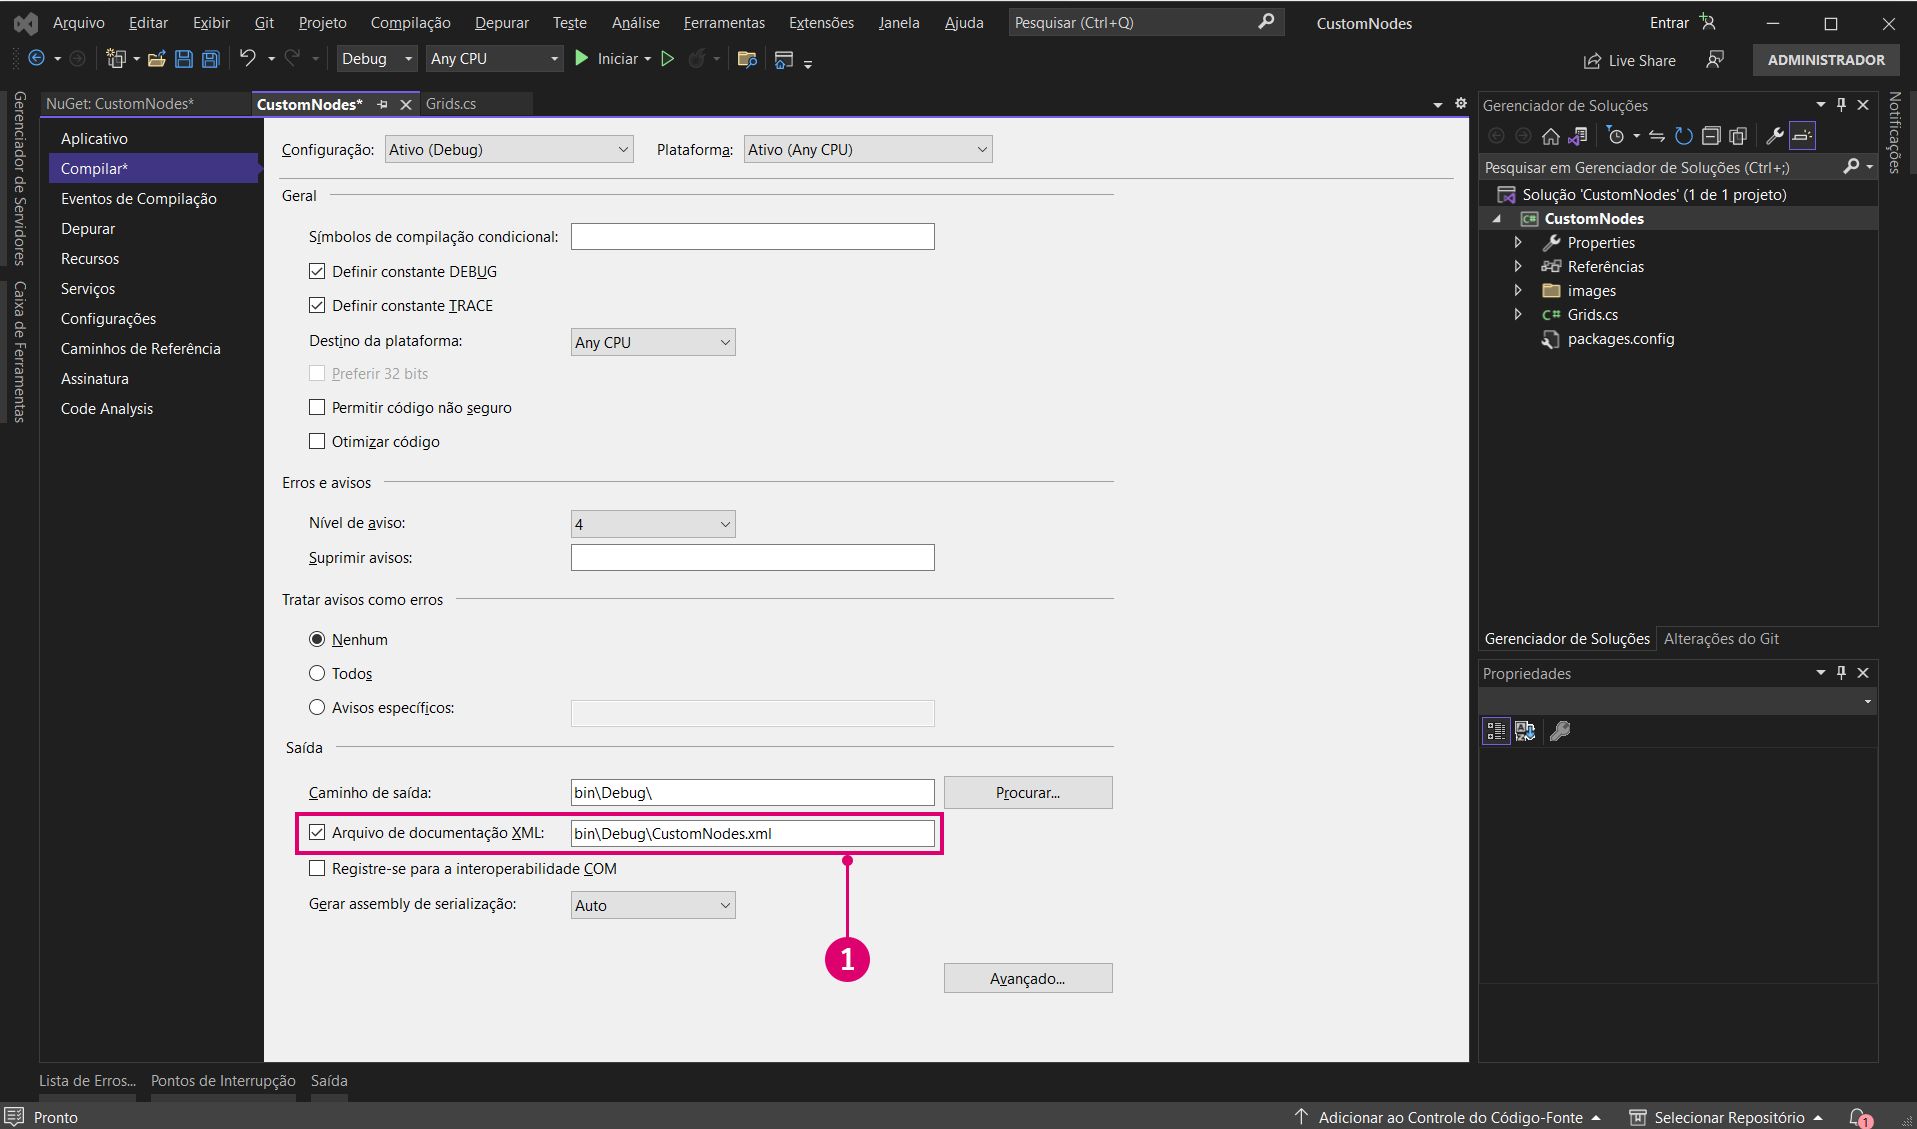 Arquivo Editar Exibir Git Projeto Compilação Depurar Teste Análise Ferramentas Extensões Janela Ajuda Pesquisar (Ctrl+Q) CustomNodes Entrar
Debug Any CPU Iniciar Live Share ADMINISTRADOR
Gerenciador de Servidores
Caixa de Ferramentas
NuGet: CustomNodes* CustomNodes* Grids.cs
Aplicativo
Compilar*
Eventos de Compilação
Depurar
Recursos
Serviços
Configurações
Caminhos de Referência
Assinatura
Code Analysis
Configuração: Ativo (Debug) Plataforma: Ativo (Any CPU)
Geral
Símbolos de compilação condicional:
Definir constante DEBUG
Definir constante TRACE
Destino da plataforma: Any CPU
Preferir 32 bits
Permitir código não seguro
Otimizar código
Erros e avisos
Nível de aviso: 4
Suprimir avisos:
Tratar avisos como erros
Nenhum
Todos
Avisos específicos:
Saída
Caminho de saída: bin\Debug\ Procurar...
Arquivo de documentação XML: bin\Debug\CustomNodes.xml
Registre-se para a interoperabilidade COM
Gerar assembly de serialização: Auto
1
Avançado...
Gerenciador de Soluções
Pesquisar em Gerenciador de Soluções (Ctrl+;)
Solução 'CustomNodes' (1 de 1 projeto)
CustomNodes
Properties
Referências
images
C# Grids.cs
packages.config
Gerenciador de Soluções Alterações do Git
Propriedades
Notificações
Lista de Erros... Pontos de Interrupção Saída
Pronto Adicionar ao Controle do Código-Fonte Selecionar Repositório 1